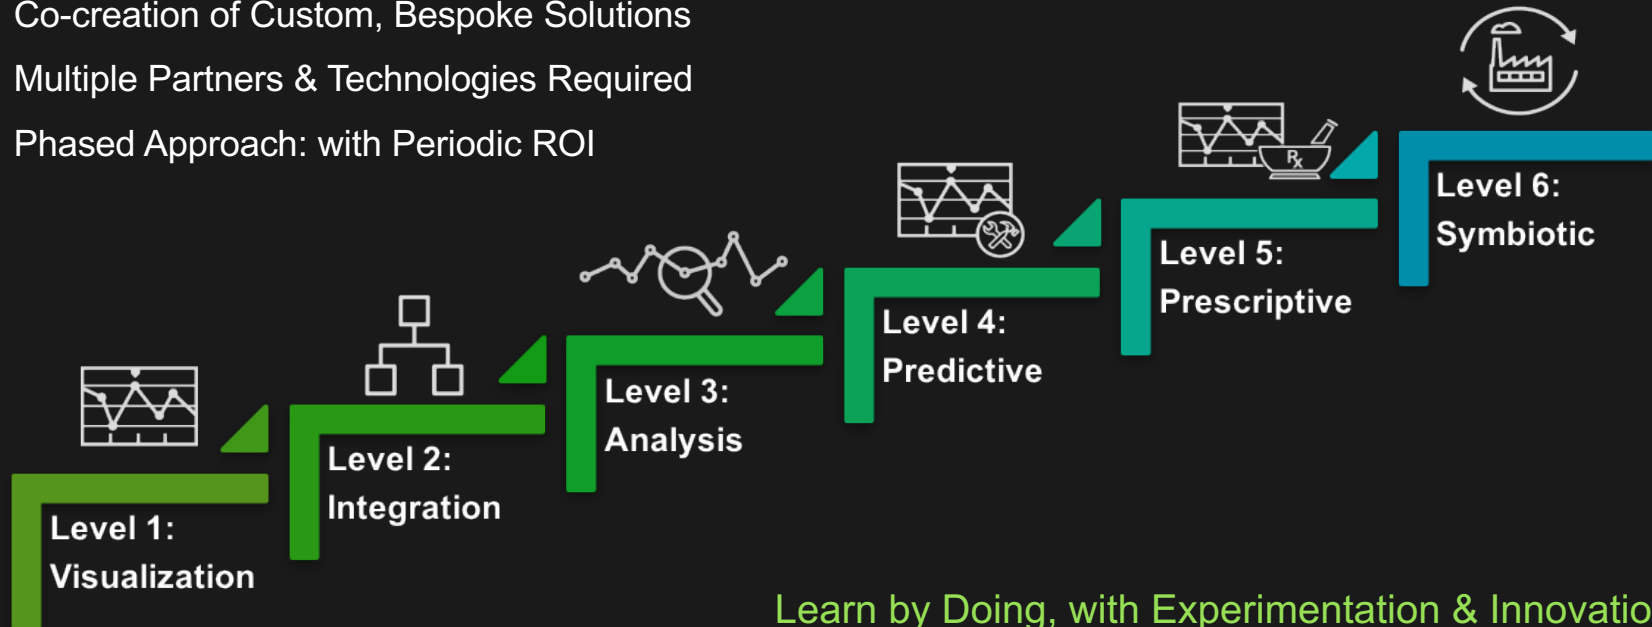 Co-creation of Custom, Bespoke Solutions
Multiple Partners & Technologies Required
Phased Approach: with Periodic ROI
Level 1:
Visualization
Level 2:
Integration
Level 3:
Analysis
Level 4:
Predictive
Level 5:
Prescriptive
Rx
Level 6:
Symbiotic
Learn by Doing, with Experimentation & Innovatio